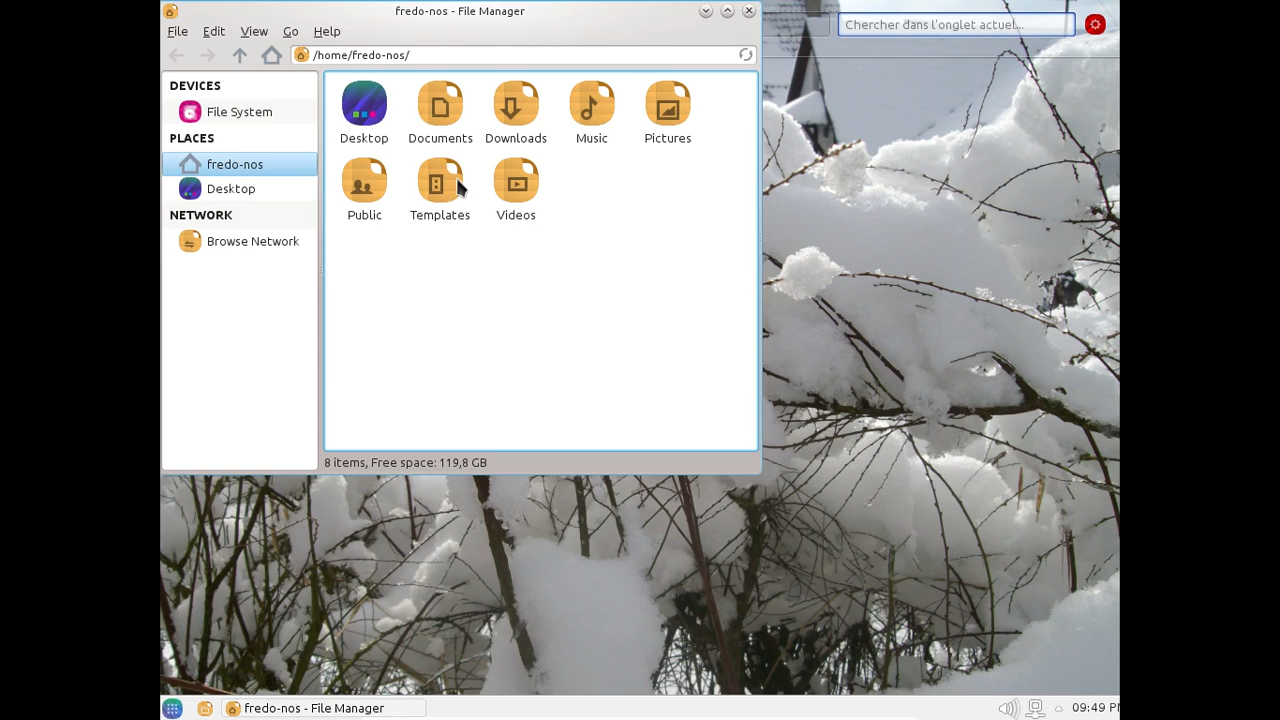 fredo-nos - File Manager
Chercher dans l'onglet actuel...
File Edit View Go Help
/home/fredo-nos/
DEVICES
File System
PLACES
fredo-nos
Desktop
NETWORK
Browse Network
Desktop Documents Downloads Music Pictures
Public Templates Videos
8 items, Free space: 119,8 GB
fredo-nos - File Manager
09:49 PM